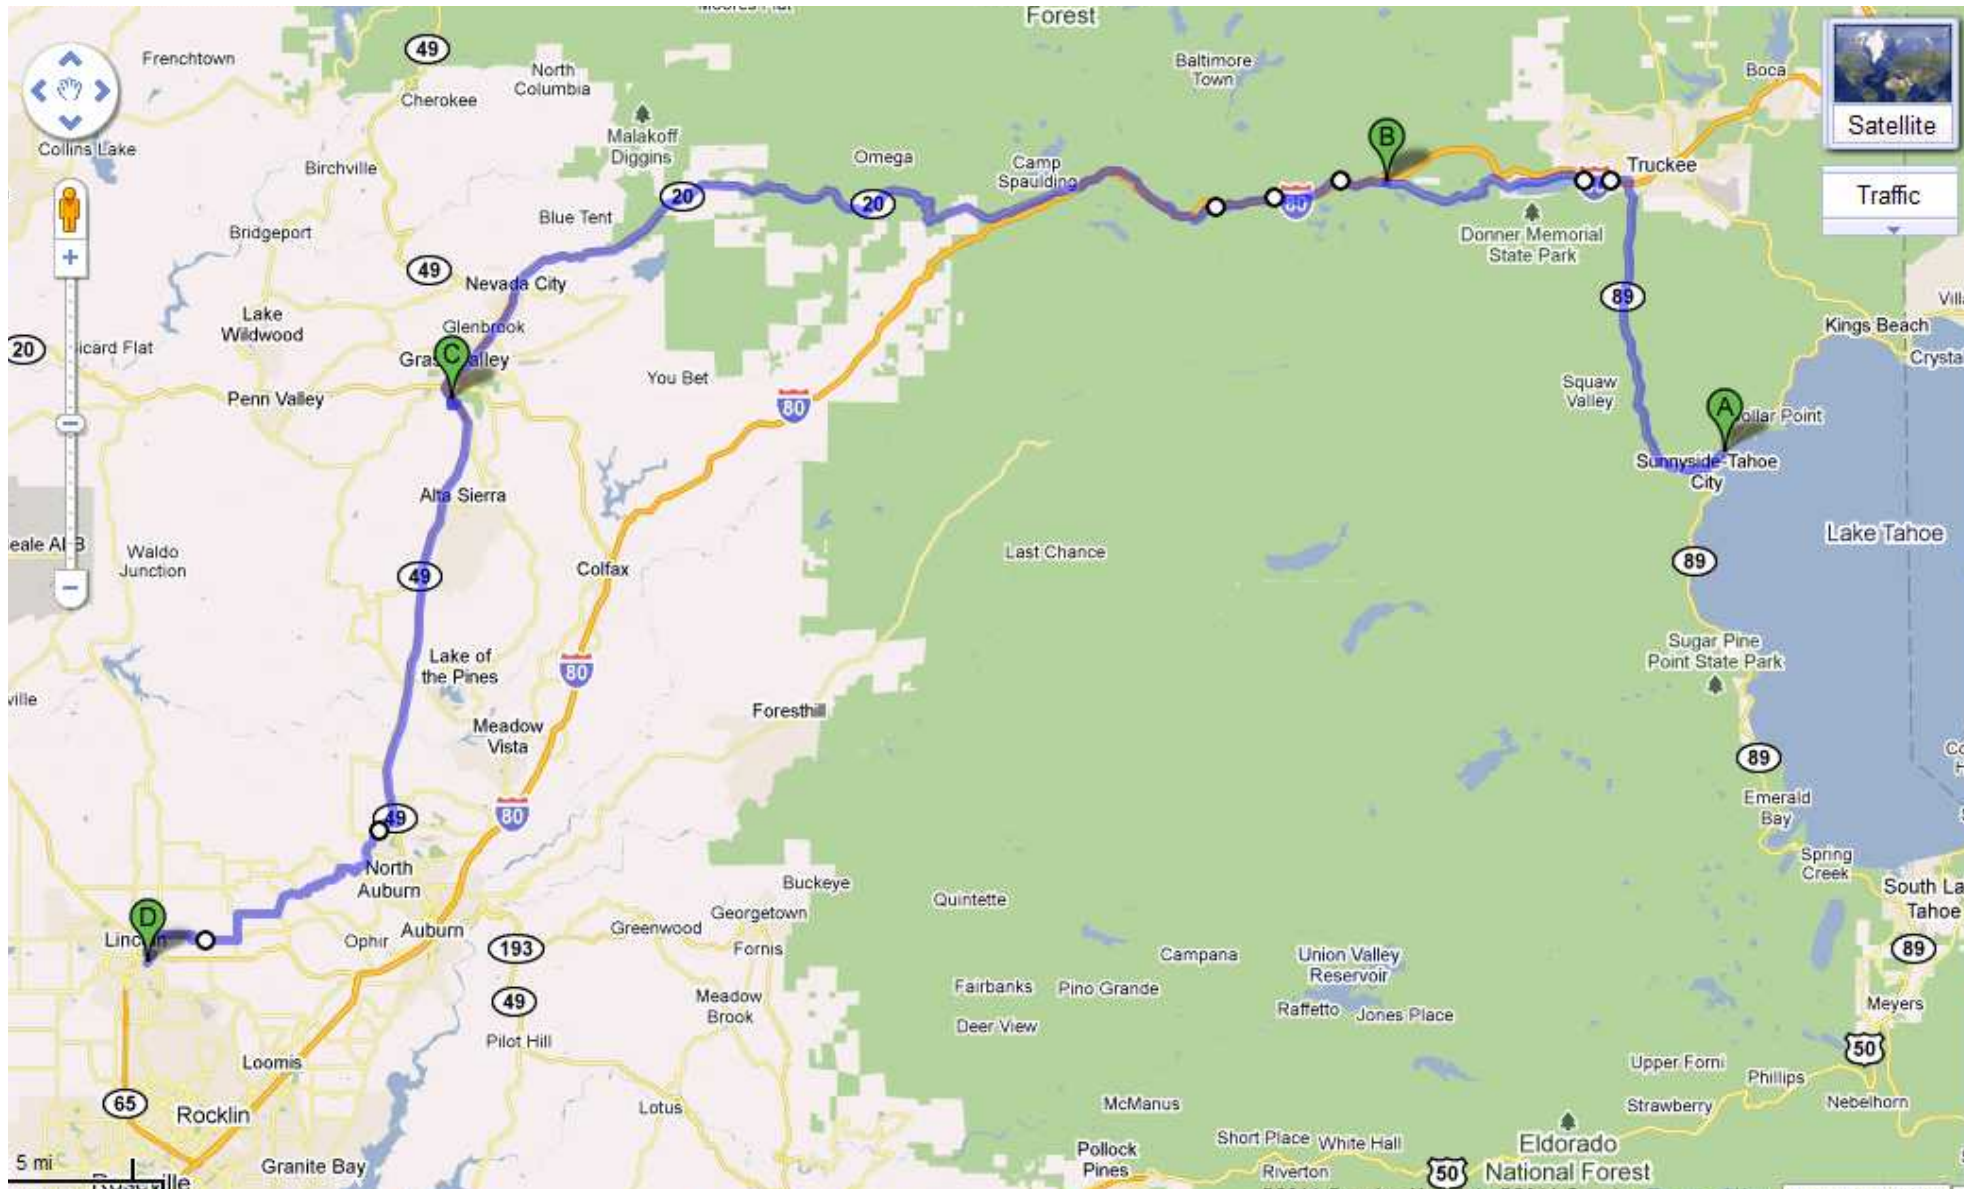 Forest
Frenchtown
49
North
Columbia
Baltimore
Town
Boca
Cherokee
Satellite
Collins Lake
Malakoff
Diggins
B
Birchville
Omega
Camp
Spaulding
Truckee
Traffic
20
20
80
Blue Tent
Bridgeport
Donner Memorial
State Park
49
Nevada City
89
Lake
Wildwood
Glenbrook
Kings Beach
20
C
You Bet
Squaw
Valley
Penn Valley
80
A
Sunnyside-Tahoe
City
Alta Sierra
Lake Tahoe
Waldo
Junction
Last Chance
Colfax
89
49
Lake of
the Pines
80
Sugar Pine
Point State Park
Foresthill
Meadow
Vista
89
Emerald
Bay
49
80
North
Auburn
Spring
Creek
Buckeye
Quintette
South La
Tahoe
Georgetown
D
Lincoln
Ophir
Auburn
Greenwood
193
Fornis
Campana
Union Valley
Reservoir
89
Fairbanks
Pino Grande
49
Meadow
Brook
Raffetto
Jones Place
Meyers
Deer View
Pilot Hill
50
Loomis
Upper Forni
Phillips
65
Rocklin
Lotus
McManus
Strawberry
Nebelhorn
Short Place
White Hall
Eldorado
National Forest
5 mi
Granite Bay
Pollock
Pines
Riverton
50
Roseville